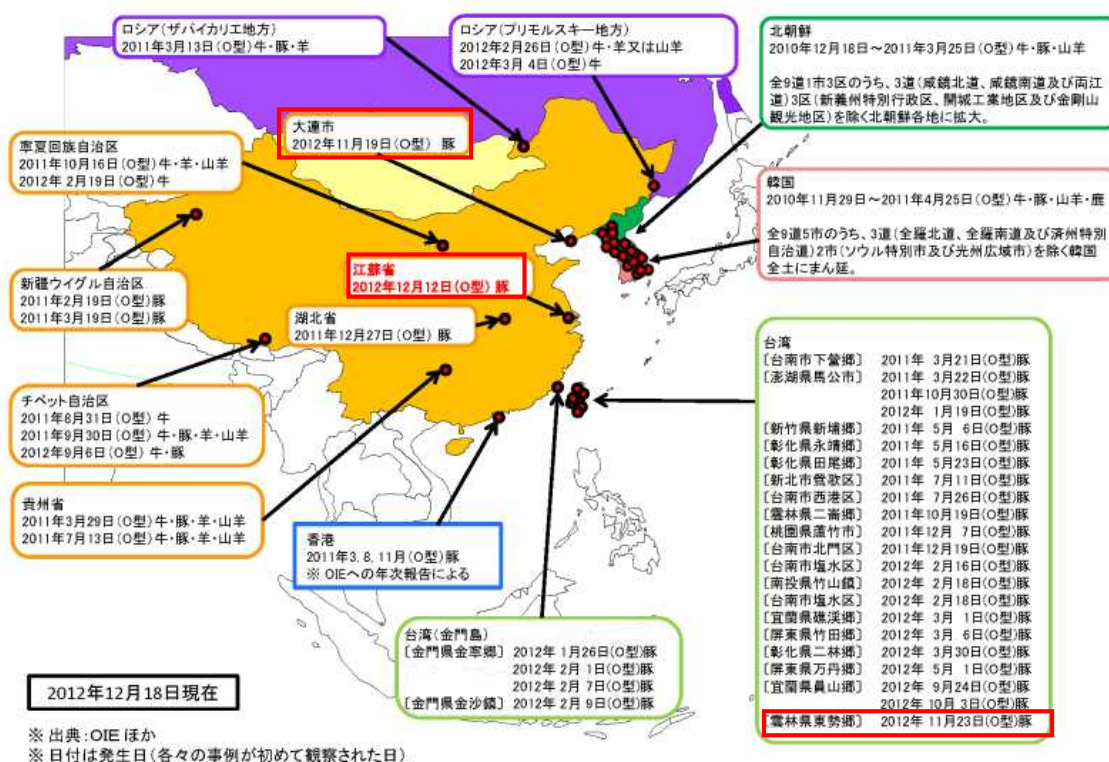 ロシア(ザバイカリエ地方)
2011年3月13日(O型)牛・豚・羊
ロシア(プリモルスキー地方)
2012年2月26日(O型)牛・羊又は山羊
2012年3月 4日(O型)牛
北朝鮮
2010年12月18日～2011年3月25日(O型)牛・豚・山羊
全9道1市3区のうち、3道(咸鏡北道、咸鏡南道及び両江
道)3区(新義州特別行政区、開城工業地区及び金剛山
観光地区)を除く北朝鮮各地に拡大。
大連市
2012年11月19日(O型) 豚
寧夏回族自治区
2011年10月16日(O型)牛・羊・山羊
2012年 2月19日(O型)牛
韓国
2010年11月29日～2011年4月25日(O型)牛・豚・山羊・鹿
全9道5市のうち、3道(全羅北道、全羅南道及び済州特別
自治道)2市(ソウル特別市及び光州広域市)を除く韓国
全土にまん延。
江蘇省
2012年12月12日(O型) 豚
新疆ウイグル自治区
2011年2月19日(O型)豚
2011年3月19日(O型)豚
湖北省
2011年12月27日(O型) 豚
チベット自治区
2011年8月31日(O型) 牛
2011年9月30日(O型) 牛・豚・羊・山羊
2012年9月6日(O型) 牛・豚
貴州省
2011年3月29日(O型)牛・豚・羊・山羊
2011年7月13日(O型)牛・豚・羊・山羊
香港
2011年3, 8, 11月(O型)豚
※ OIEへの年次報告による
台湾(金門島)
[金門県金寧郷] 2012年 1月26日(O型)豚
2012年 2月 1日(O型)豚
2012年 2月 7日(O型)豚
[金門県金沙鎮] 2012年 2月 9日(O型)豚
台湾
[台南市下営郷] 2011年 3月21日(O型)豚
[澎湖県馬公市] 2011年 3月22日(O型)豚
2011年10月30日(O型)豚
2012年 1月19日(O型)豚
[新竹県新埔郷] 2011年 5月 6日(O型)豚
[彰化県永靖郷] 2011年 5月16日(O型)豚
[彰化県田尾郷] 2011年 5月23日(O型)豚
[新北市鶯歌区] 2011年 7月11日(O型)豚
[台南市西港区] 2011年 7月26日(O型)豚
[雲林県二崙郷] 2011年10月19日(O型)豚
[桃園県蘆竹市] 2011年12月 7日(O型)豚
[台南市北門区] 2011年12月19日(O型)豚
[台南市塩水区] 2012年 2月16日(O型)豚
[南投県竹山鎮] 2012年 2月18日(O型)豚
[台南市塩水区] 2012年 2月18日(O型)豚
[宜蘭県礁渓郷] 2012年 3月 1日(O型)豚
[屏東県竹田郷] 2012年 3月 6日(O型)豚
[彰化県二林郷] 2012年 3月30日(O型)豚
[屏東県万丹郷] 2012年 5月 1日(O型)豚
[宜蘭県員山郷] 2012年 9月24日(O型)豚
2012年 10月 3日(O型)豚
[雲林県東勢郷] 2012年 11月23日(O型)豚
2012年12月18日現在
※ 出典：OIE ほか
※ 日付は発生日(各々の事例が初めて観察された日)